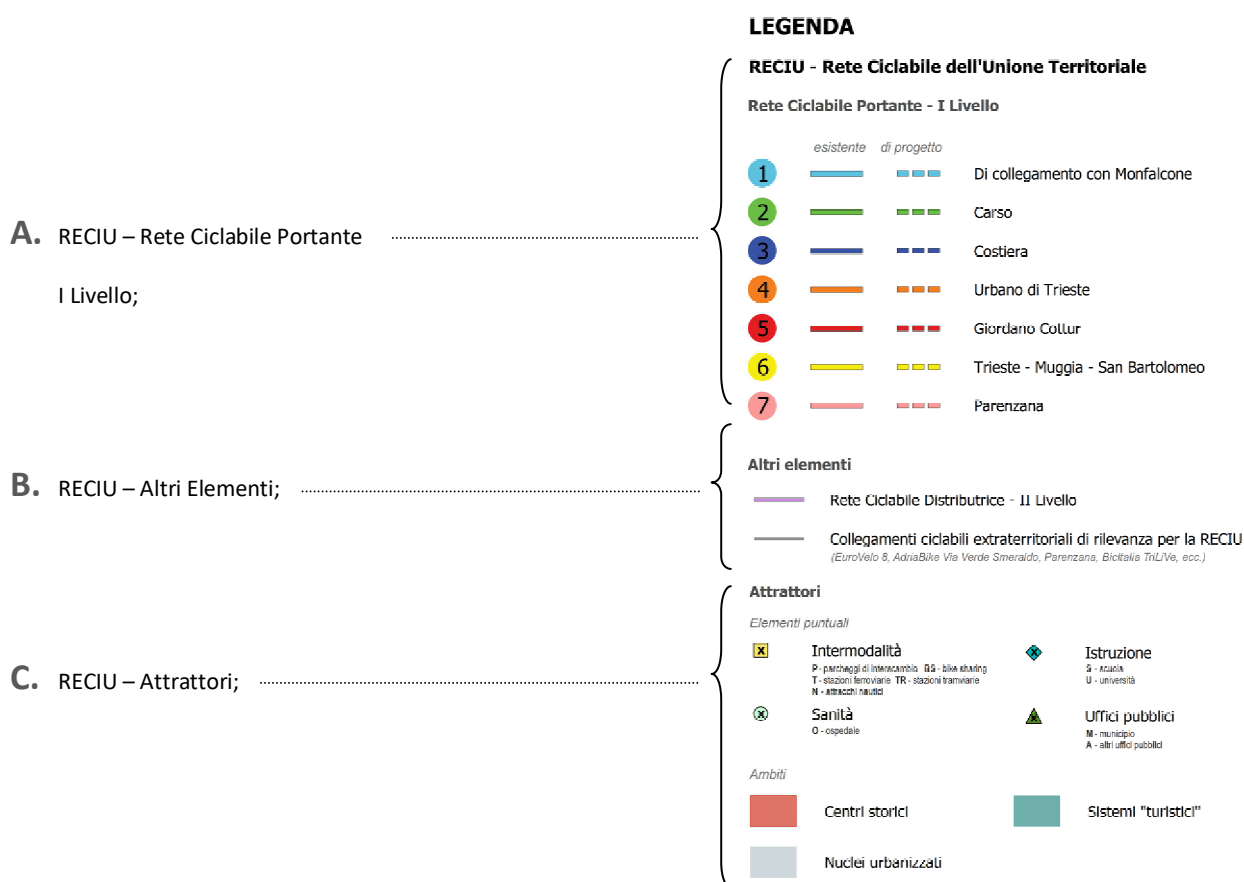 LEGENDA
RECIU - Rete Ciclabile dell'Unione Territoriale
Rete Ciclabile Portante - I Livello
esistente di progetto
1 Di collegamento con Monfalcone
2 Carso
3 Costiera
4 Urbano di Trieste
5 Giordano Cottur
6 Trieste - Muggia - San Bartolomeo
7 Parenzana
A. RECIU – Rete Ciclabile Portante
I Livello;
B. RECIU – Altri Elementi;
Altri elementi
Rete Ciclabile Distributrice - II Livello
Collegamenti ciclabili extraterritoriali di rilevanza per la RECIU
(EuroVelo 8, AdriaBike Via Verde Smeraldo, Parenzana, Bicitalia TriLiVe, ecc.)
C. RECIU – Attrattori;
Attrattori
Elementi puntuali
X Intermodalità
P - parcheggi di interscambio BS - bike sharing
T - stazioni ferroviarie TR - stazioni tramviarie
N - attracchi nautici
X Istruzione
S - scuola
U - università
X Sanità
O - ospedale
X Uffici pubblici
M - municipio
A - altri uffici pubblici
Ambiti
Centri storici
Sistemi "turistici"
Nuclei urbanizzati